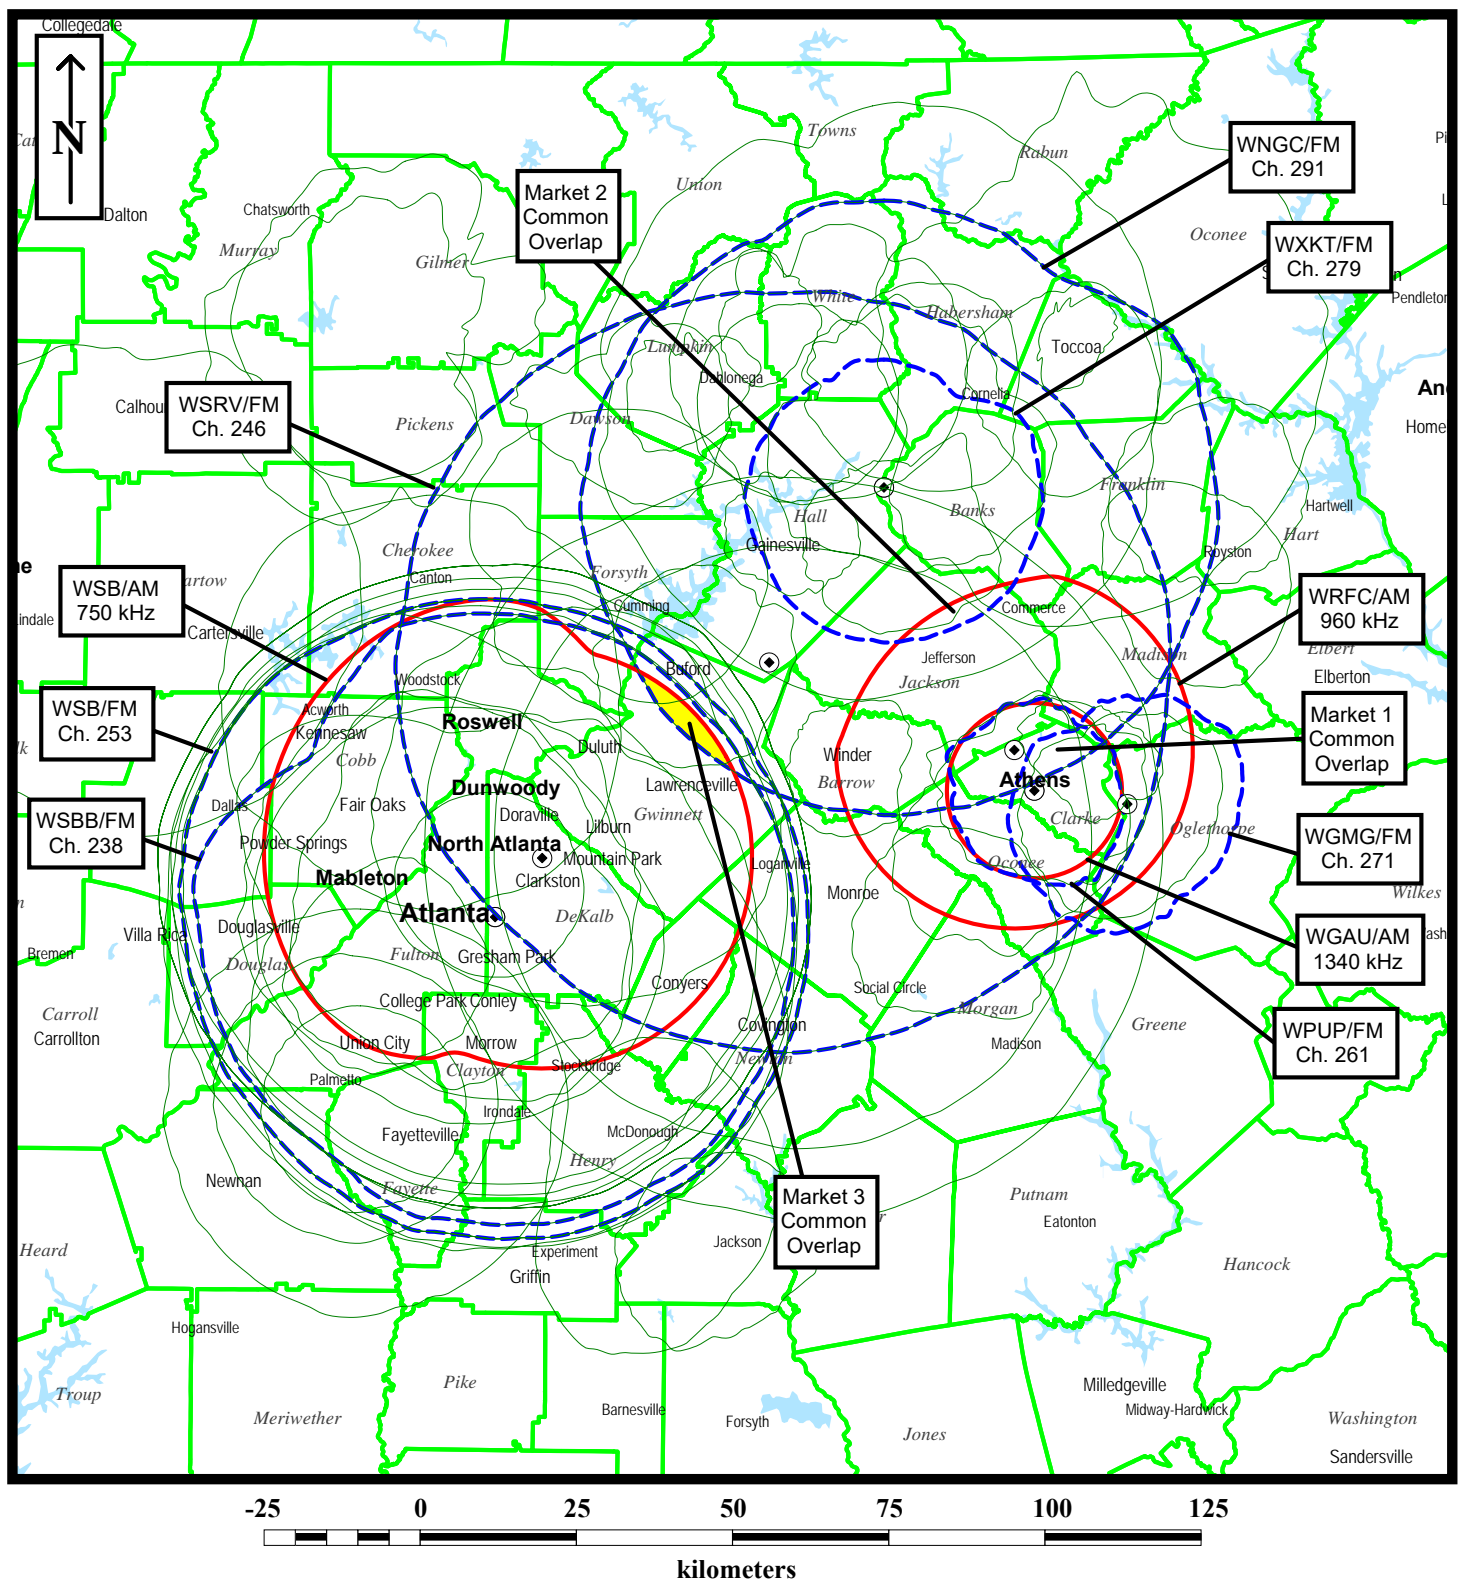 Collegedale
N
Dalton
Chatsworth
Murray
Gilmer
Union
Towns
Rabun
Market 2
Common
Overlap
WNGC/FM
Ch. 291
Oconee
WXKT/FM
Ch. 279
Pendleton
White
Habersham
Lumpkin
Toccoa
Dahlonega
Cornelia
Calhou
WSRV/FM
Ch. 246
Pickens
Dawson
Home
Hall
Banks
Franklin
Hartwell
Hart
Gainesville
Royston
Cherokee
Canton
Forsyth
Cumming
WSB/AM
750 kHz
artow
Cartersville
Commerce
WRFC/AM
960 kHz
Elbert
Elberton
Madison
Jefferson
Jackson
Buford
Woodstock
WSB/FM
Ch. 253
Acworth
Kennesaw
Roswell
Cobb
Duluth
Winder
Barrow
Market 1
Common
Overlap
Athens
Lawrenceville
Gwinnett
Dunwoody
Doraville
Lilburn
Dallas
Fair Oaks
Clarke
Oglethorpe
WSBB/FM
Ch. 238
Powder Springs
North Atlanta
Mountain Park
Clarkston
Loganville
Oconee
WGMG/FM
Ch. 271
Mableton
Atlanta
DeKalb
Monroe
Wilkes
Villa Rica
Douglasville
Bremen
Douglas
Fulton
Gresham Park
WGAU/AM
1340 kHz
Conyers
Social Circle
College Park
Conley
Morgan
Carroll
Carrollton
Covington
Newton
Greene
Madison
WPUP/FM
Ch. 261
Union City
Morrow
Clayton
Stockbridge
Palmetto
Irondale
Fayetteville
McDonough
Henry
Newnan
Fayette
Market 3
Common
Overlap
Putnam
Eatonton
Heard
Jackson
Experiment
Griffin
Hancock
Hogansville
Troup
Pike
Meriwether
Barnesville
Forsyth
Jones
Milledgeville
Midway-Hardwick
Washington
Sandersville
-25 0 25 50 75 100 125
kilometers